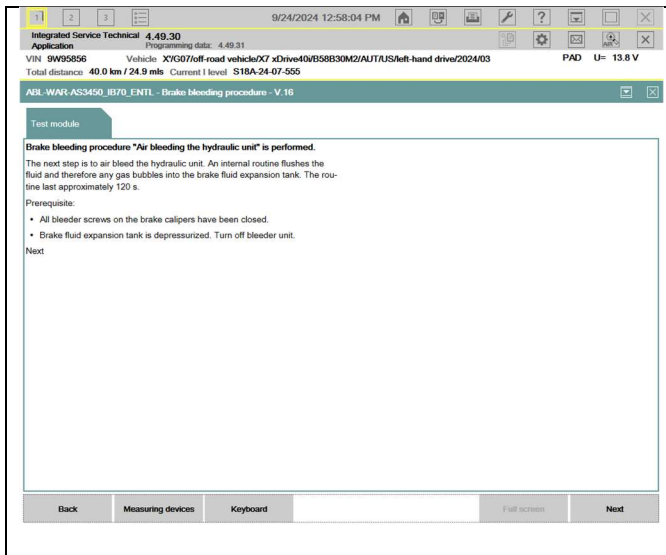 1 2 3 9/24/2024 12:58:04 PM ?
Integrated Service Technical 4.49.30
Application Programming data: 4.49.31
VIN 9W95856 Vehicle X'/G07/off-road vehicle/X7 xDrive40i/B58B30M2/AUT/US/left-hand drive/2024/03 PAD U= 13.8 V
Total distance 40.0 km / 24.9 mls Current I level S18A-24-07-555
ABL-WAR-AS3450_IB70_ENTL - Brake bleeding procedure - V.16
Test module
Brake bleeding procedure "Air bleeding the hydraulic unit" is performed.
The next step is to air bleed the hydraulic unit. An internal routine flushes the
fluid and therefore any gas bubbles into the brake fluid expansion tank. The rou-
tine last approximately 120 s.
Prerequisite:
• All bleeder screws on the brake calipers have been closed.
• Brake fluid expansion tank is depressurized. Turn off bleeder unit.
Next
Back Measuring devices Keyboard Full screen Next